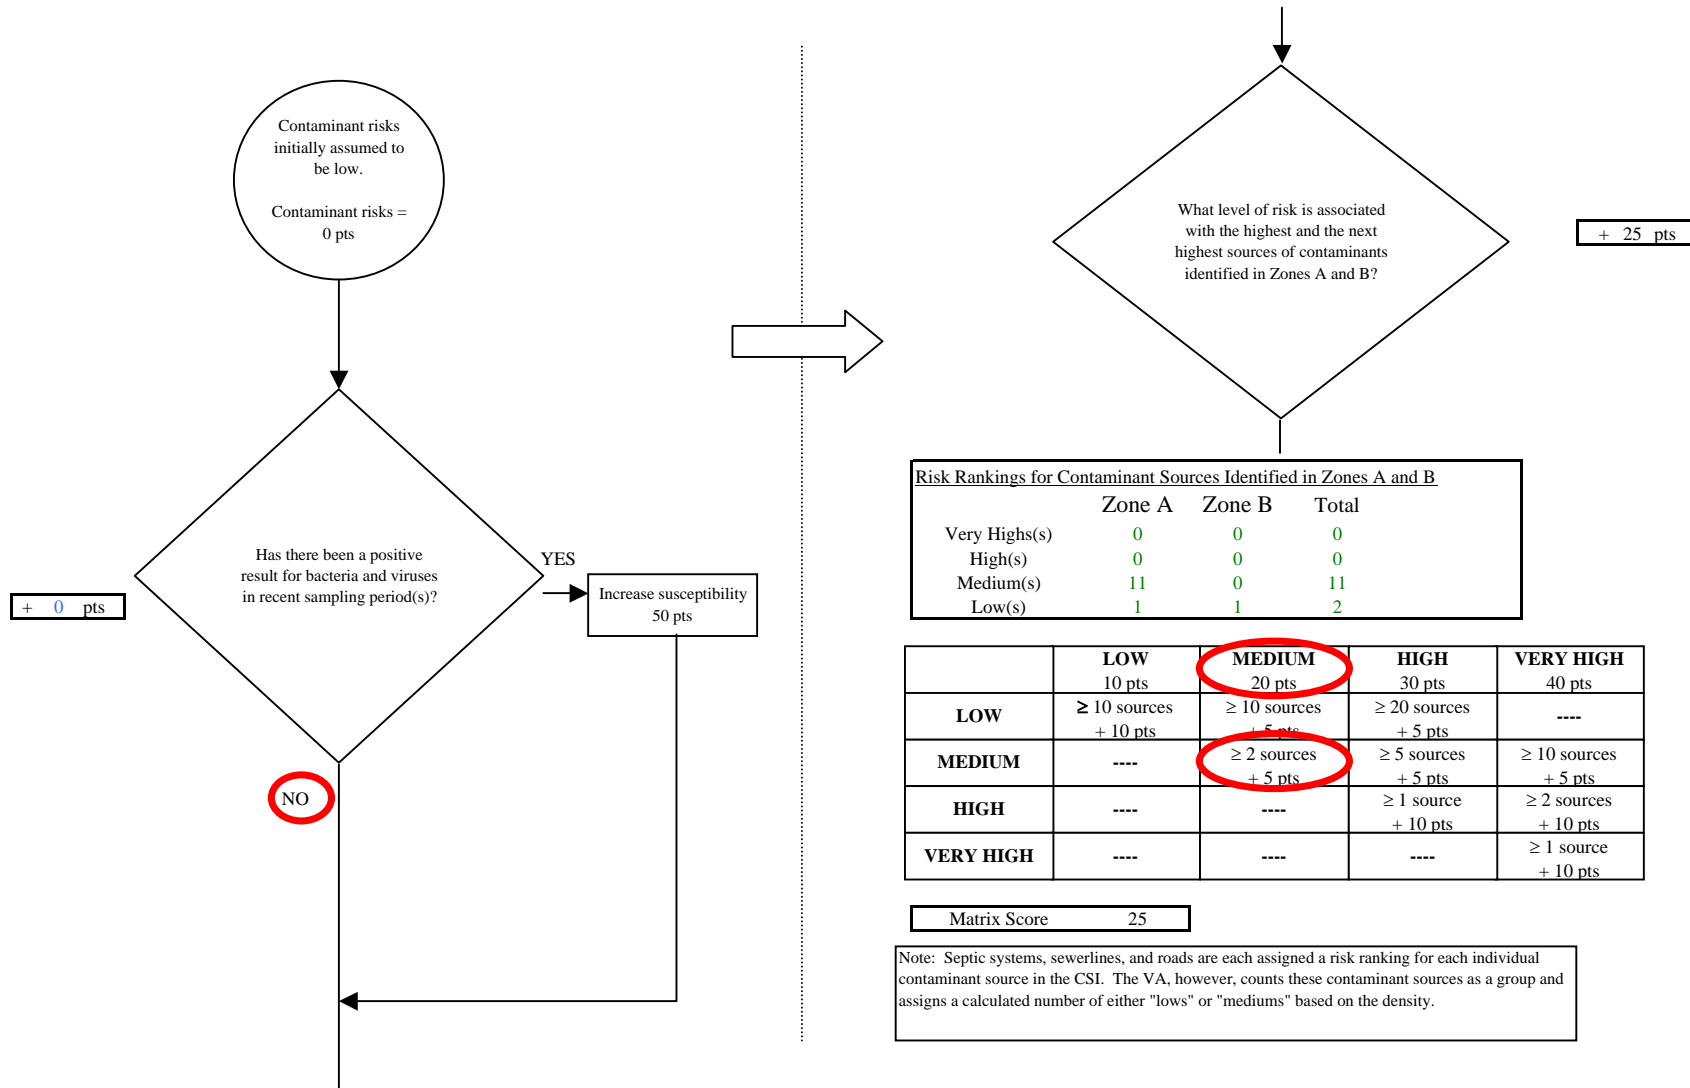 Contaminant risks
initially assumed to
be low.
Contaminant risks =
0 pts
Has there been a positive
result for bacteria and viruses
in recent sampling period(s)?
YES
Increase susceptibility
50 pts
+ 0 pts
NO
What level of risk is associated
with the highest and the next
highest sources of contaminants
identified in Zones A and B?
+ 25 pts
Risk Rankings for Contaminant Sources Identified in Zones A and B
Zone A Zone B Total
Very Highs(s) 0 0 0
High(s) 0 0 0
Medium(s) 11 0 11
Low(s) 1 1 2
LOW MEDIUM HIGH VERY HIGH
10 pts 20 pts 30 pts 40 pts
LOW ≥ 10 sources ≥ 10 sources ≥ 20 sources ----
+ 10 pts + 5 pts + 5 pts
MEDIUM ---- ≥ 2 sources ≥ 5 sources ≥ 10 sources
+ 5 pts + 5 pts + 5 pts
HIGH ---- ---- ≥ 1 source ≥ 2 sources
+ 10 pts + 10 pts
VERY HIGH ---- ---- ---- ≥ 1 source
+ 10 pts
Matrix Score 25
Note: Septic systems, sewerlines, and roads are each assigned a risk ranking for each individual
contaminant source in the CSI. The VA, however, counts these contaminant sources as a group and
assigns a calculated number of either "lows" or "mediums" based on the density.